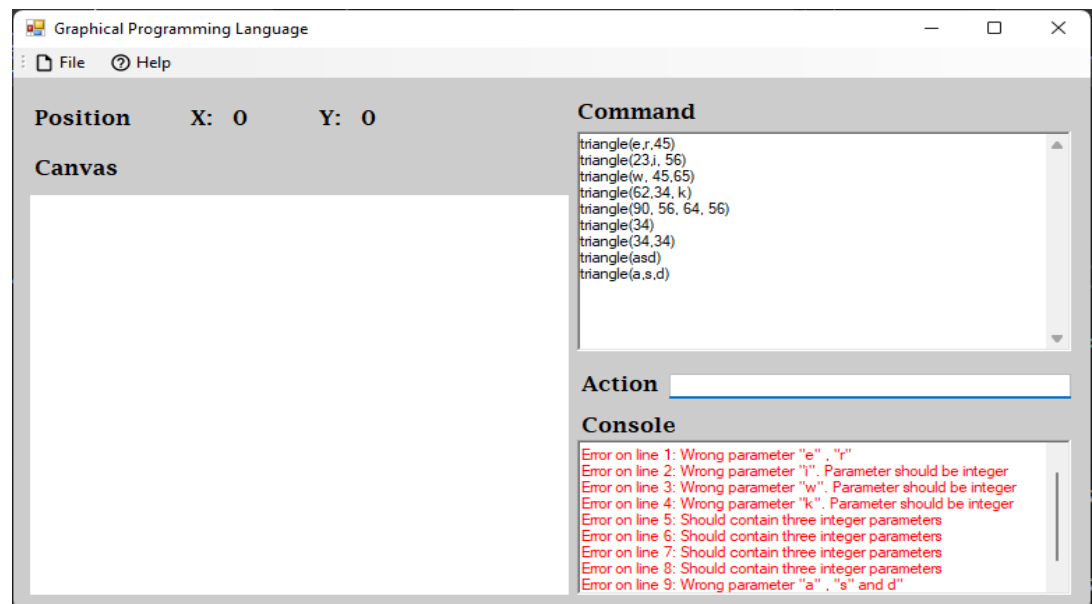 Graphical Programming Language
File Help
Position X: 0 Y: 0
Canvas
Command
triangle(e,r,45)
triangle(23,i, 56)
triangle(w, 45,65)
triangle(62,34, k)
triangle(90, 56, 64, 56)
triangle(34)
triangle(34,34)
triangle(asd)
triangle(a,s,d)
Action
Console
Error on line 1: Wrong parameter "e" , "r"
Error on line 2: Wrong parameter "i". Parameter should be integer
Error on line 3: Wrong parameter "w". Parameter should be integer
Error on line 4: Wrong parameter "k". Parameter should be integer
Error on line 5: Should contain three integer parameters
Error on line 6: Should contain three integer parameters
Error on line 7: Should contain three integer parameters
Error on line 8: Should contain three integer parameters
Error on line 9: Wrong parameter "a" , "s" and d"